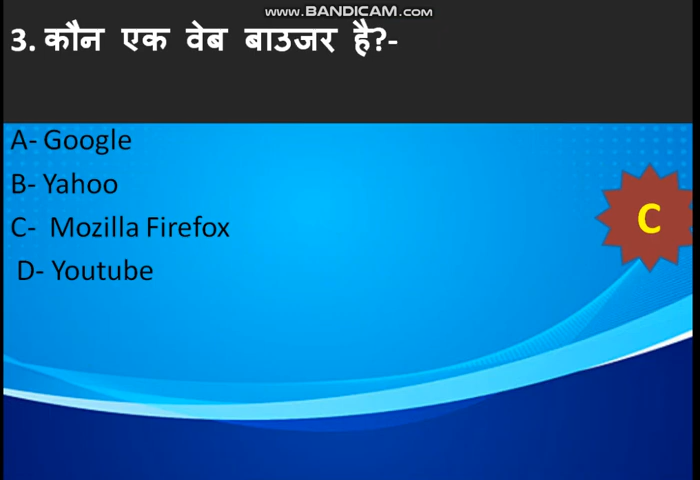 www.BANDICAM.com
3. कौन एक वेब बाउजर है?-
A- Google
B- Yahoo
C- Mozilla Firefox
C
D- Youtube